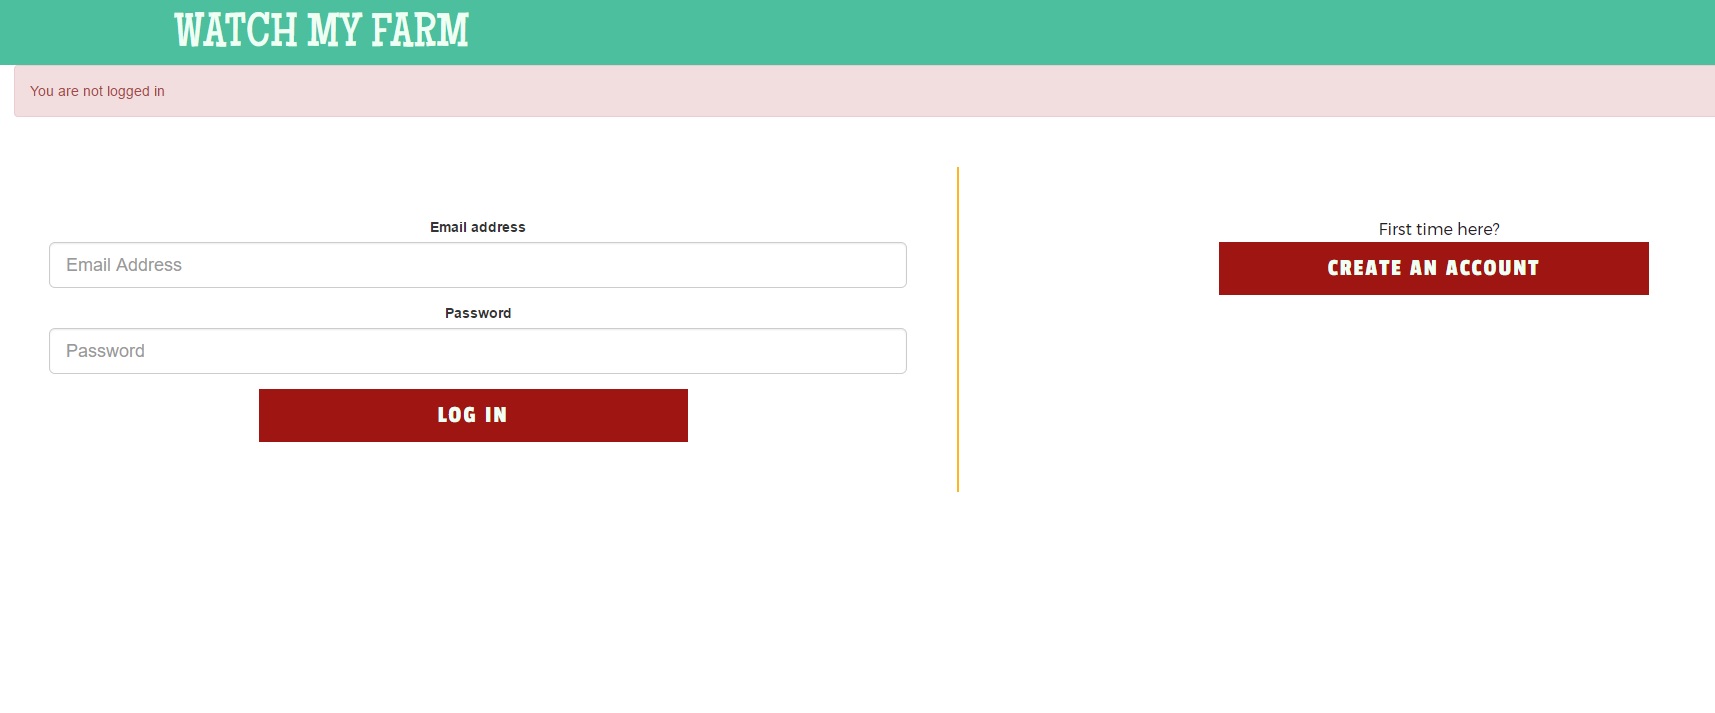 WATCH MY FARM
You are not logged in
Email address
Email Address
Password
Password
LOG IN
First time here?
CREATE AN ACCOUNT